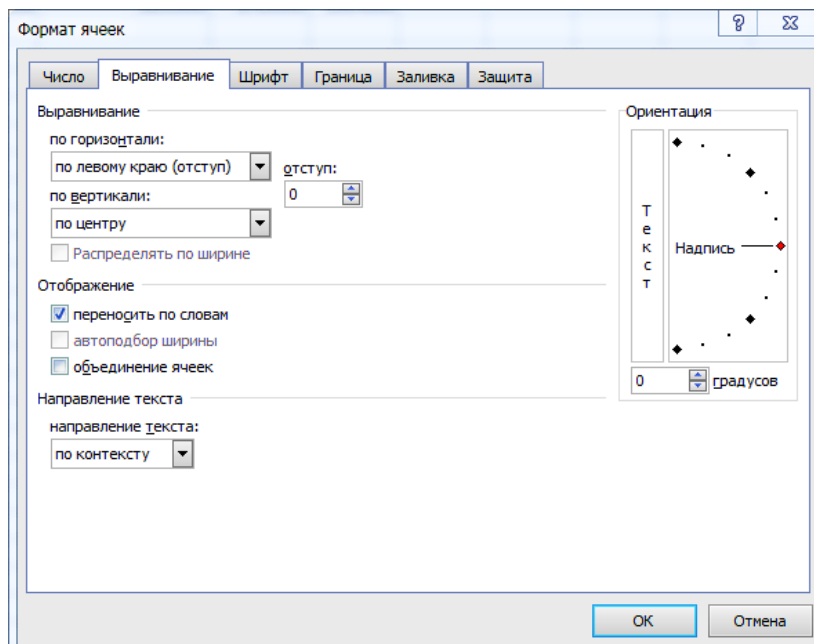 Формат ячеек
Число Выравнивание Шрифт Граница Заливка Защита
Выравнивание
по горизонтали:
по левому краю (отступ)
отступ:
0
по вертикали:
по центру
Распределять по ширине
Отображение
переносить по словам
автоподбор ширины
объединение ячеек
Направление текста
направление текста:
по контексту
Ориентация
Текст
Надпись
0 градусов
ОК Отмена